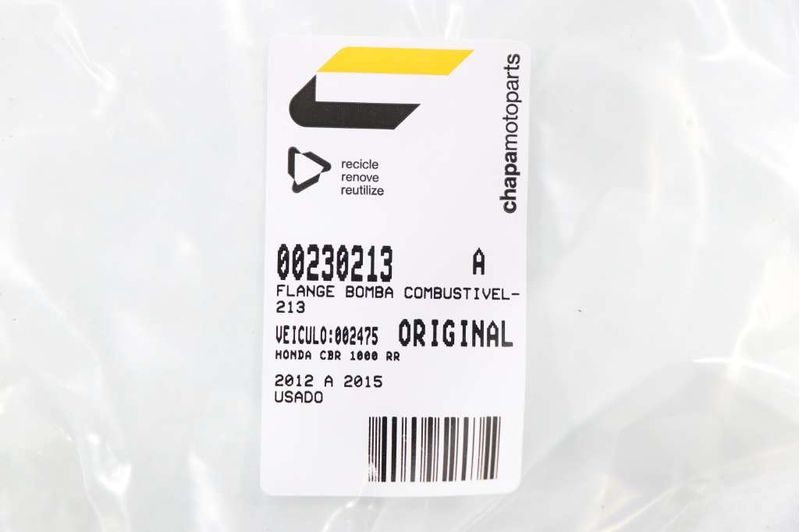 chapamotoparts
recicle
renove
reutilize
00230213 A
FLANGE BOMBA COMBUSTIVEL-
213
VEICULO:002475 ORIGINAL
HONDA CBR 1000 RR
2012 A 2015
USADO